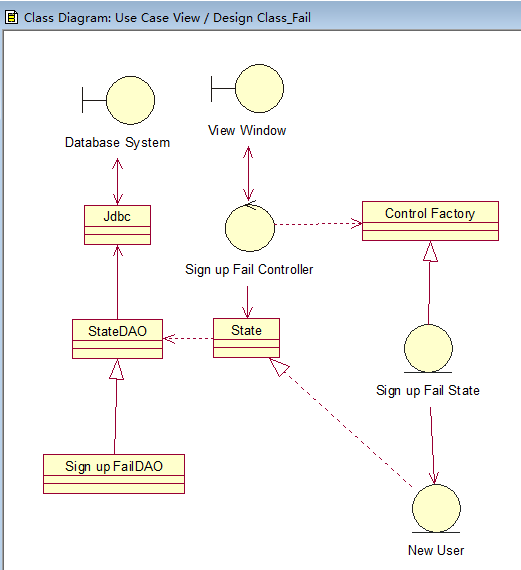 Class Diagram: Use Case View / Design Class_Fail
Database System
View Window
Jdbc
Control Factory
Sign up Fail Controller
StateDAO
State
Sign up Fail State
Sign up FailDAO
New User